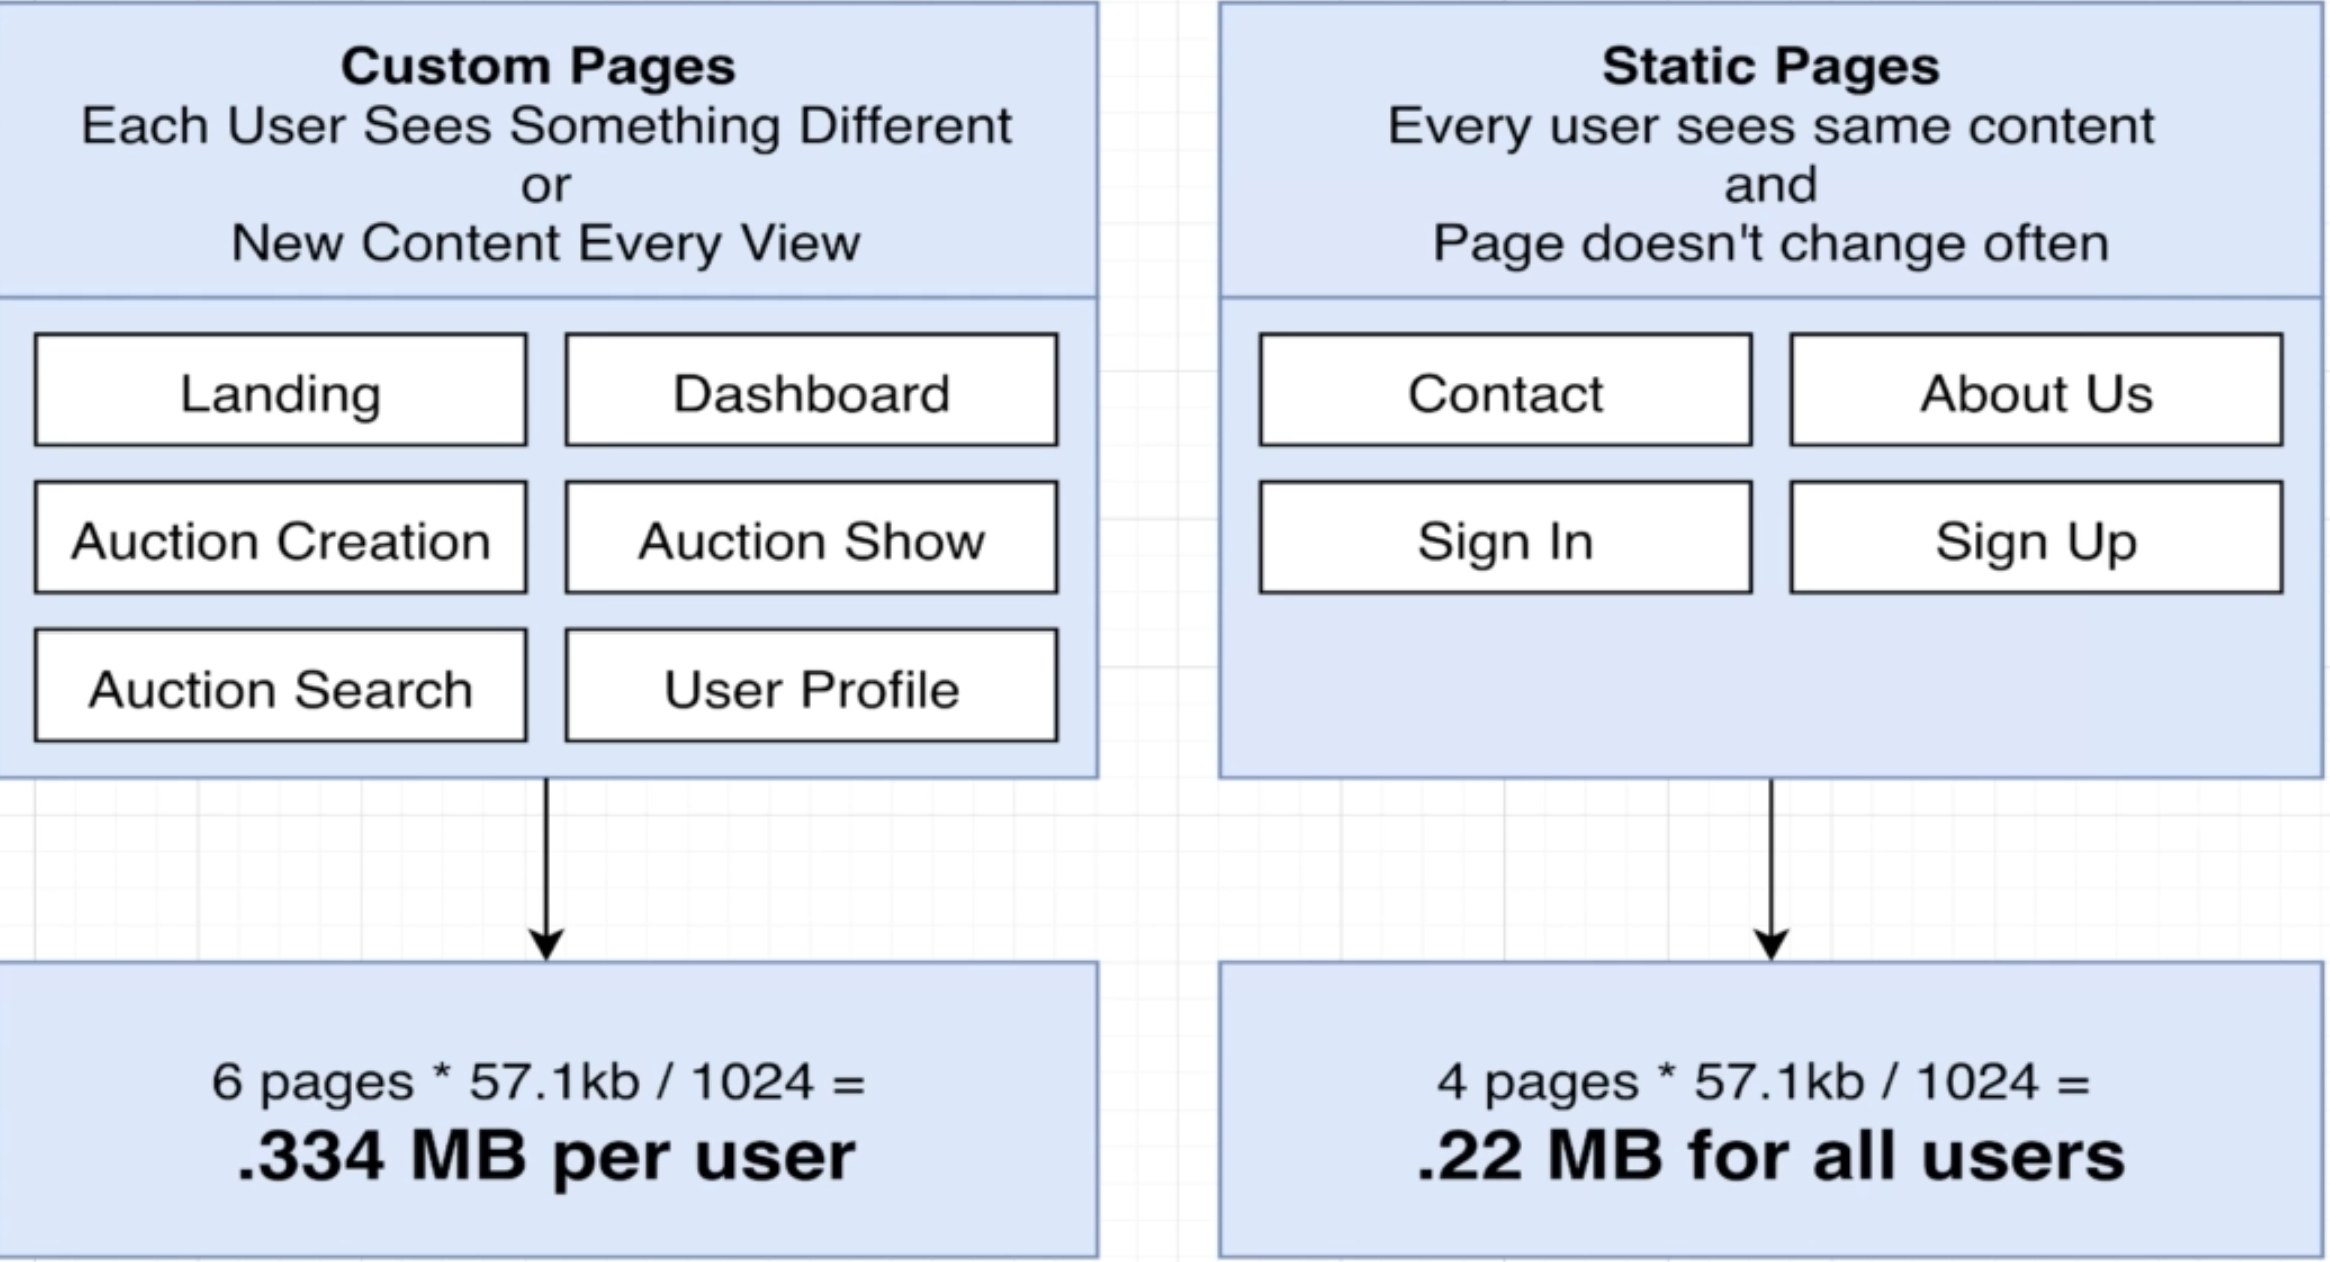 Custom Pages
Each User Sees Something Different
or
New Content Every View
Landing
Dashboard
Auction Creation
Auction Show
Auction Search
User Profile
6 pages * 57.1kb / 1024 =
.334 MB per user
Static Pages
Every user sees same content
and
Page doesn't change often
Contact
About Us
Sign In
Sign Up
4 pages * 57.1kb / 1024 =
.22 MB for all users